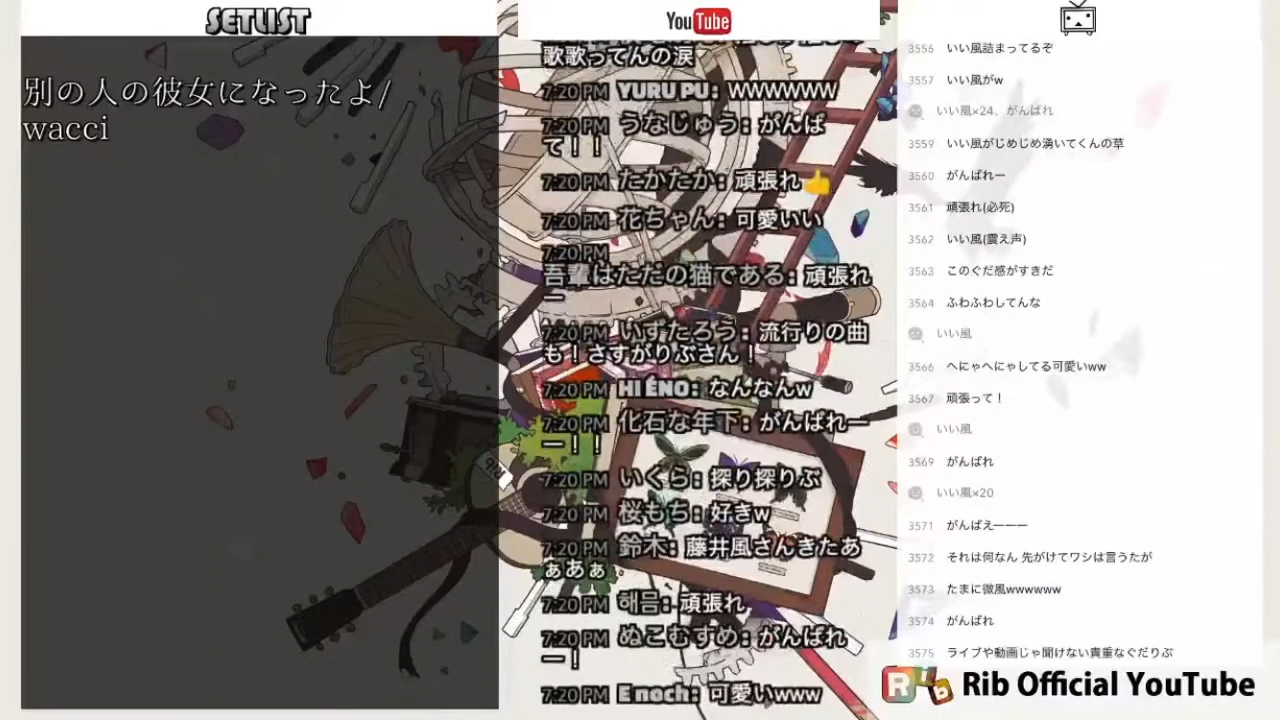 SETLIST
別の人の彼女になったよ/
wacci
YouTube
歌歌ってんの涙
7:20 PM YURU PU: WWWWWW
7:20 PM うなじゅう: がんば
て！！
7:20 PM たかたか: 頑張れ👍
7:20 PM 花ちゃん: 可愛いい
7:20 PM
吾輩はただの猫である: 頑張れ
ー
7:20 PM いずたろう: 流行りの曲
も！さすがりぶさん！
7:20 PM HI ÉNO: なんなんw
7:20 PM 化石な年下: がんばれー
ー！！
7:20 PM いくら: 探り探りぶ
7:20 PM 桜もち: 好きw
7:20 PM 鈴木: 藤井風さんきたあ
ぁあぁ
7:20 PM 해음: 頑張れ
7:20 PM ぬこむすめ: がんばれ
ー！
7:20 PM Enoch: 可愛いwww
3556 いい風詰まってるぞ
3557 いい風がw
いい風×24、がんばれ
3559 いい風がじめじめ湧いてくんの草
3560 がんばれー
3561 頑張れ(必死)
3562 いい風(震え声)
3563 このぐだ感がすきだ
3564 ふわふわしてんな
いい風
3566 へにゃへにゃしてる可愛いww
3567 頑張って！
いい風
3569 がんばれ
いい風×20
3571 がんばえーーー
3572 それは何なん 先がけてワシは言うたが
3573 たまに微風wwwwww
3574 がんばれ
3575 ライブや動画じゃ聞けない貴重なぐだりぶ
Rib Rib Official YouTube